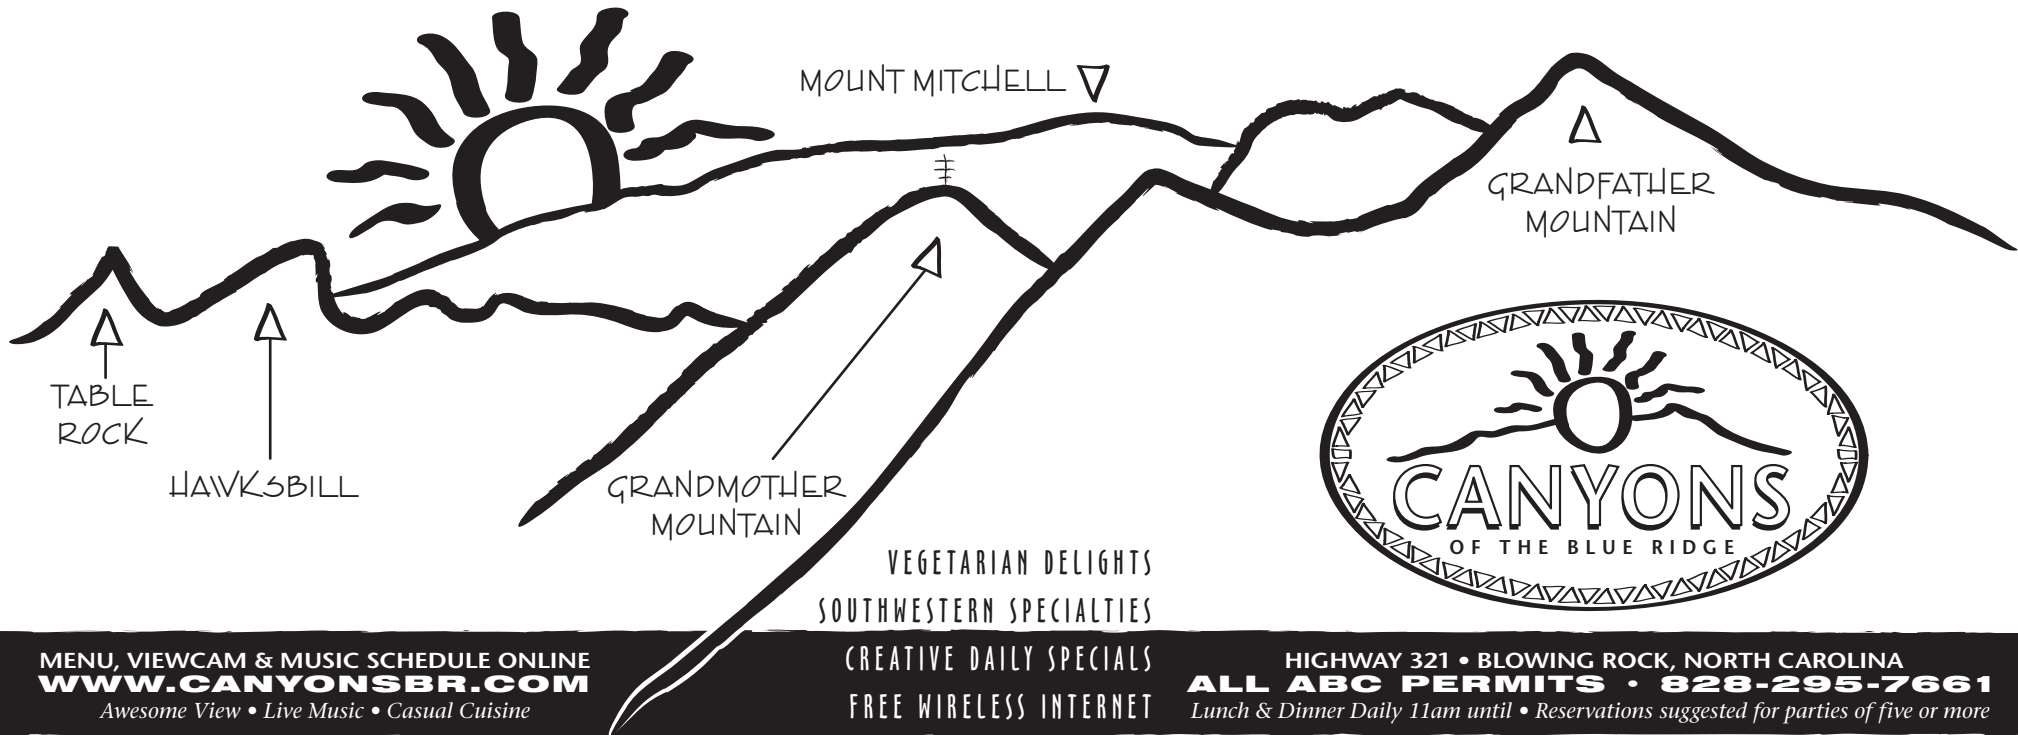 MOUNT MITCHELL
GRANDFATHER
MOUNTAIN
TABLE
ROCK
HAWKSBILL
GRANDMOTHER
MOUNTAIN
CANYONS
OF THE BLUE RIDGE
VEGETARIAN DELIGHTS
SOUTHWESTERN SPECIALTIES
CREATIVE DAILY SPECIALS
FREE WIRELESS INTERNET
MENU, VIEWCAM & MUSIC SCHEDULE ONLINE
WWW.CANYONSBR.COM
Awesome View • Live Music • Casual Cuisine
HIGHWAY 321 • BLOWING ROCK, NORTH CAROLINA
ALL ABC PERMITS • 828-295-7661
Lunch & Dinner Daily 11am until • Reservations suggested for parties of five or more